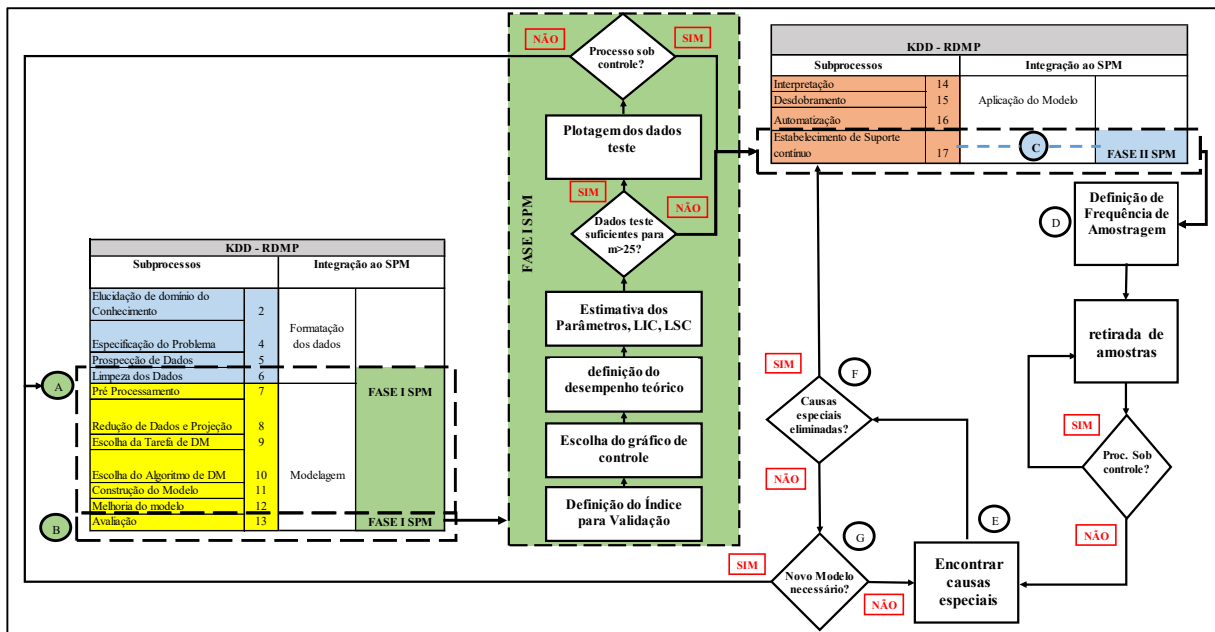 NÃO
SIM
Processo sob
controle?
Plotagem dos dados
teste
SIM
NÃO
Dados teste
suficientes para
m>25?
FASE I SPM
Estimativa dos
Parâmetros, LIC, LSC
definição do
desempenho teórico
Escolha do gráfico de
controle
Definição do Índice
para Validação
KDD - RDMP
Subprocessos
Integração ao SPM
Elucidação de domínio do
Conhecimento
2
Especificação do Problema
4
Prospecção de Dados
5
Limpeza dos Dados
6
Formatação
dos dados
A
Pré Processamento
7
FASE I SPM
Redução de Dados e Projeção
8
Escolha da Tarefa de DM
9
Escolha do Algoritmo de DM
10
Modelagem
Construção do Modelo
11
Melhoria do modelo
12
B
Avaliação
13
FASE I SPM
KDD - RDMP
Subprocessos
Integração ao SPM
Interpretação
14
Desdobramento
15
Aplicação do Modelo
Automatização
16
Estabelecimento de Suporte
contínuo
17
C
FASE II SPM
D
Definição de
Frequência de
Amostragem
retirada de
amostras
SIM
Proc. Sob
controle?
NÃO
SIM
F
Causas
especiais
eliminadas?
NÃO
G
E
SIM
Novo Modelo
necessário?
NÃO
Encontrar
causas
especiais